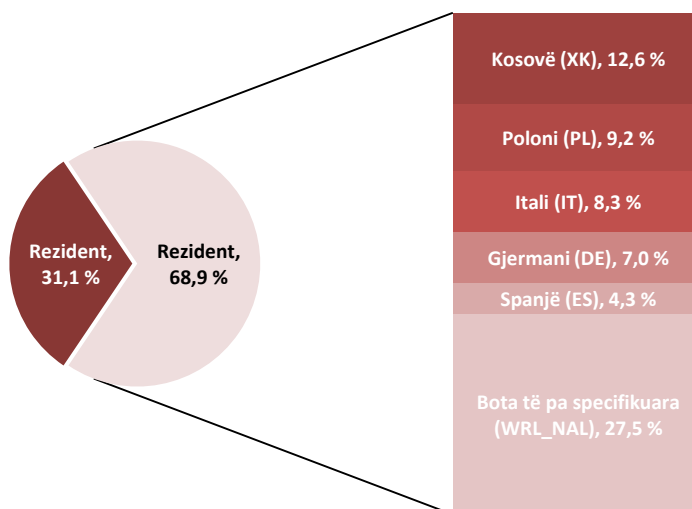 Rezident,
31,1 %
Rezident,
68,9 %
Kosovë (XK), 12,6 %
Poloni (PL), 9,2 %
Itali (IT), 8,3 %
Gjermani (DE), 7,0 %
Spanjë (ES), 4,3 %
Bota të pa specifikuara
(WRL_NAL), 27,5 %